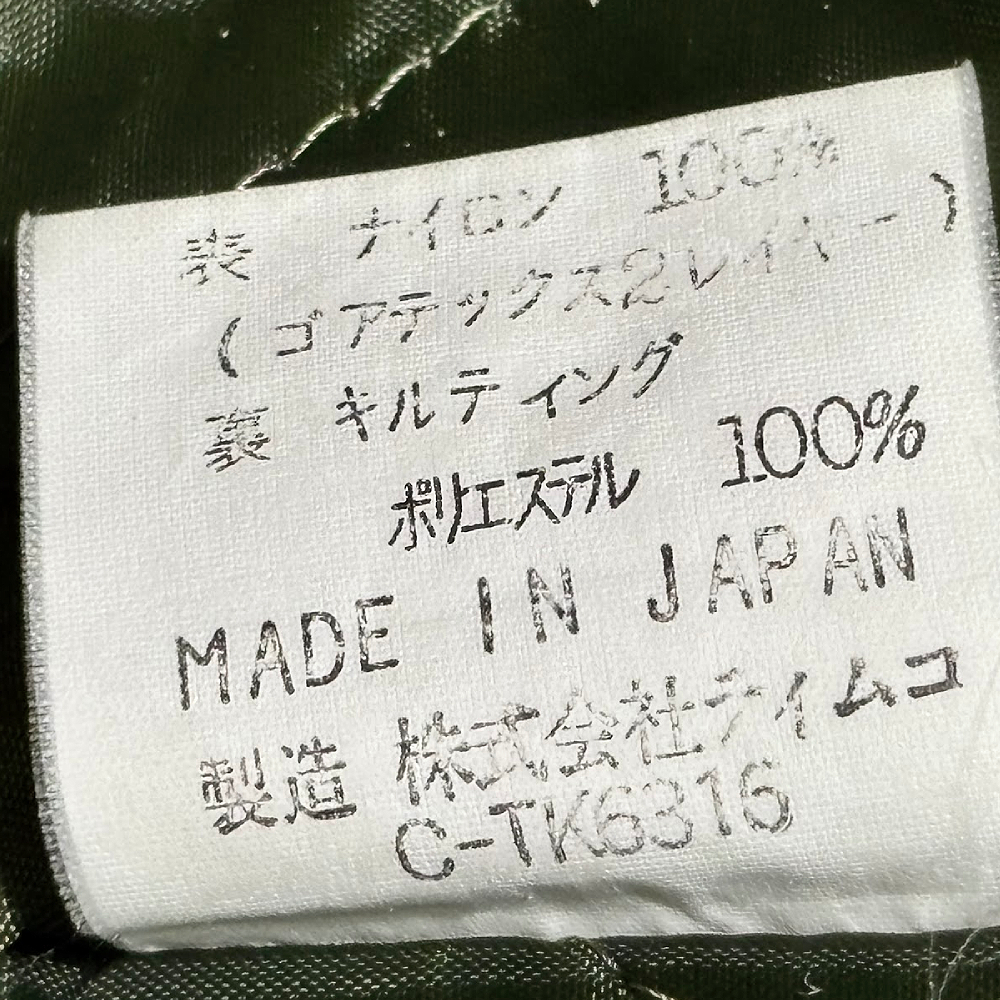 表 ナイロン 100%
(ゴアテックス2レイヤー)
裏 キルティング
ポリエステル 100%
MADE IN JAPAN
製造 株式会社ティムコ
C-TK6316